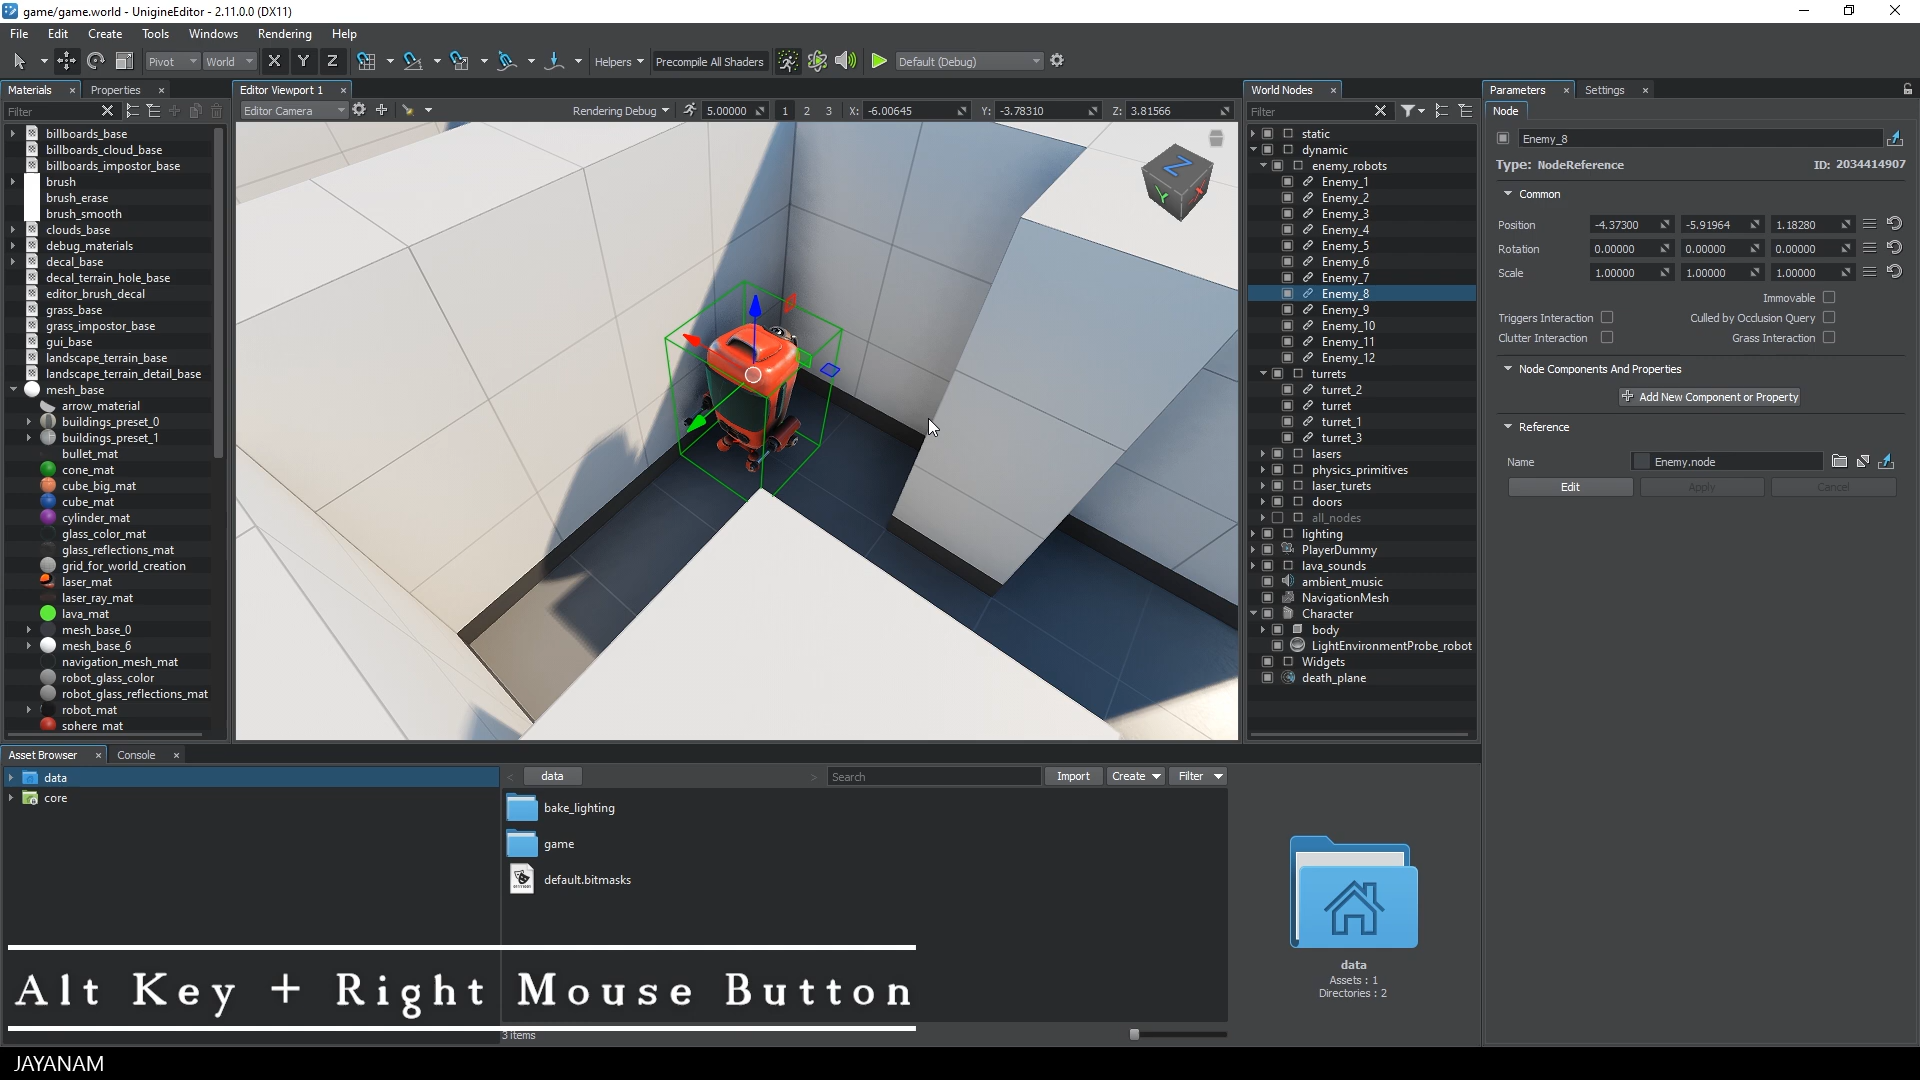 game/game.world - UnigineEditor - 2.11.0.0 (DX11)
File Edit Create Tools Windows Rendering Help
Pivot World X Y Z Helpers Precompile All Shaders Default (Debug)
Materials Properties
Filter
billboards_base
billboards_cloud_base
billboards_impostor_base
brush
brush_erase
brush_smooth
clouds_base
debug_materials
decal_base
decal_terrain_hole_base
editor_brush_decal
grass_base
grass_impostor_base
gui_base
landscape_terrain_base
landscape_terrain_detail_base
mesh_base
arrow_material
buildings_preset_0
buildings_preset_1
bullet_mat
cone_mat
cube_big_mat
cube_mat
cylinder_mat
glass_color_mat
glass_reflections_mat
grid_for_world_creation
laser_mat
laser_ray_mat
lava_mat
mesh_base_0
mesh_base_6
navigation_mesh_mat
robot_glass_color
robot_glass_reflections_mat
robot_mat
sphere_mat
Editor Viewport 1
Editor Camera Rendering Debug 5.00000 1 2 3 X: -6.00645 Y: -3.78310 Z: 3.81566
Z
Y
World Nodes
Filter
static
dynamic
enemy_robots
Enemy_1
Enemy_2
Enemy_3
Enemy_4
Enemy_5
Enemy_6
Enemy_7
Enemy_8
Enemy_9
Enemy_10
Enemy_11
Enemy_12
turrets
turret_2
turret
turret_1
turret_3
lasers
physics_primitives
laser_turets
doors
all_nodes
lighting
PlayerDummy
lava_sounds
ambient_music
NavigationMesh
Character
body
LightEnvironmentProbe_robot
Widgets
death_plane
Parameters Settings
Node
Enemy_8
Type: NodeReference ID: 2034414907
Common
Position -4.37300 -5.91964 1.18280
Rotation 0.00000 0.00000 0.00000
Scale 1.00000 1.00000 1.00000
Immovable
Triggers Interaction Culled by Occlusion Query
Clutter Interaction Grass Interaction
Node Components And Properties
Add New Component or Property
Reference
Name Enemy.node
Edit Apply Cancel
Asset Browser Console
data
core
< data > Search Import Create Filter
bake_lighting
game
default.bitmasks
data
Assets : 1
Directories : 2
3 items
Alt Key + Right Mouse Button
JAYANAM